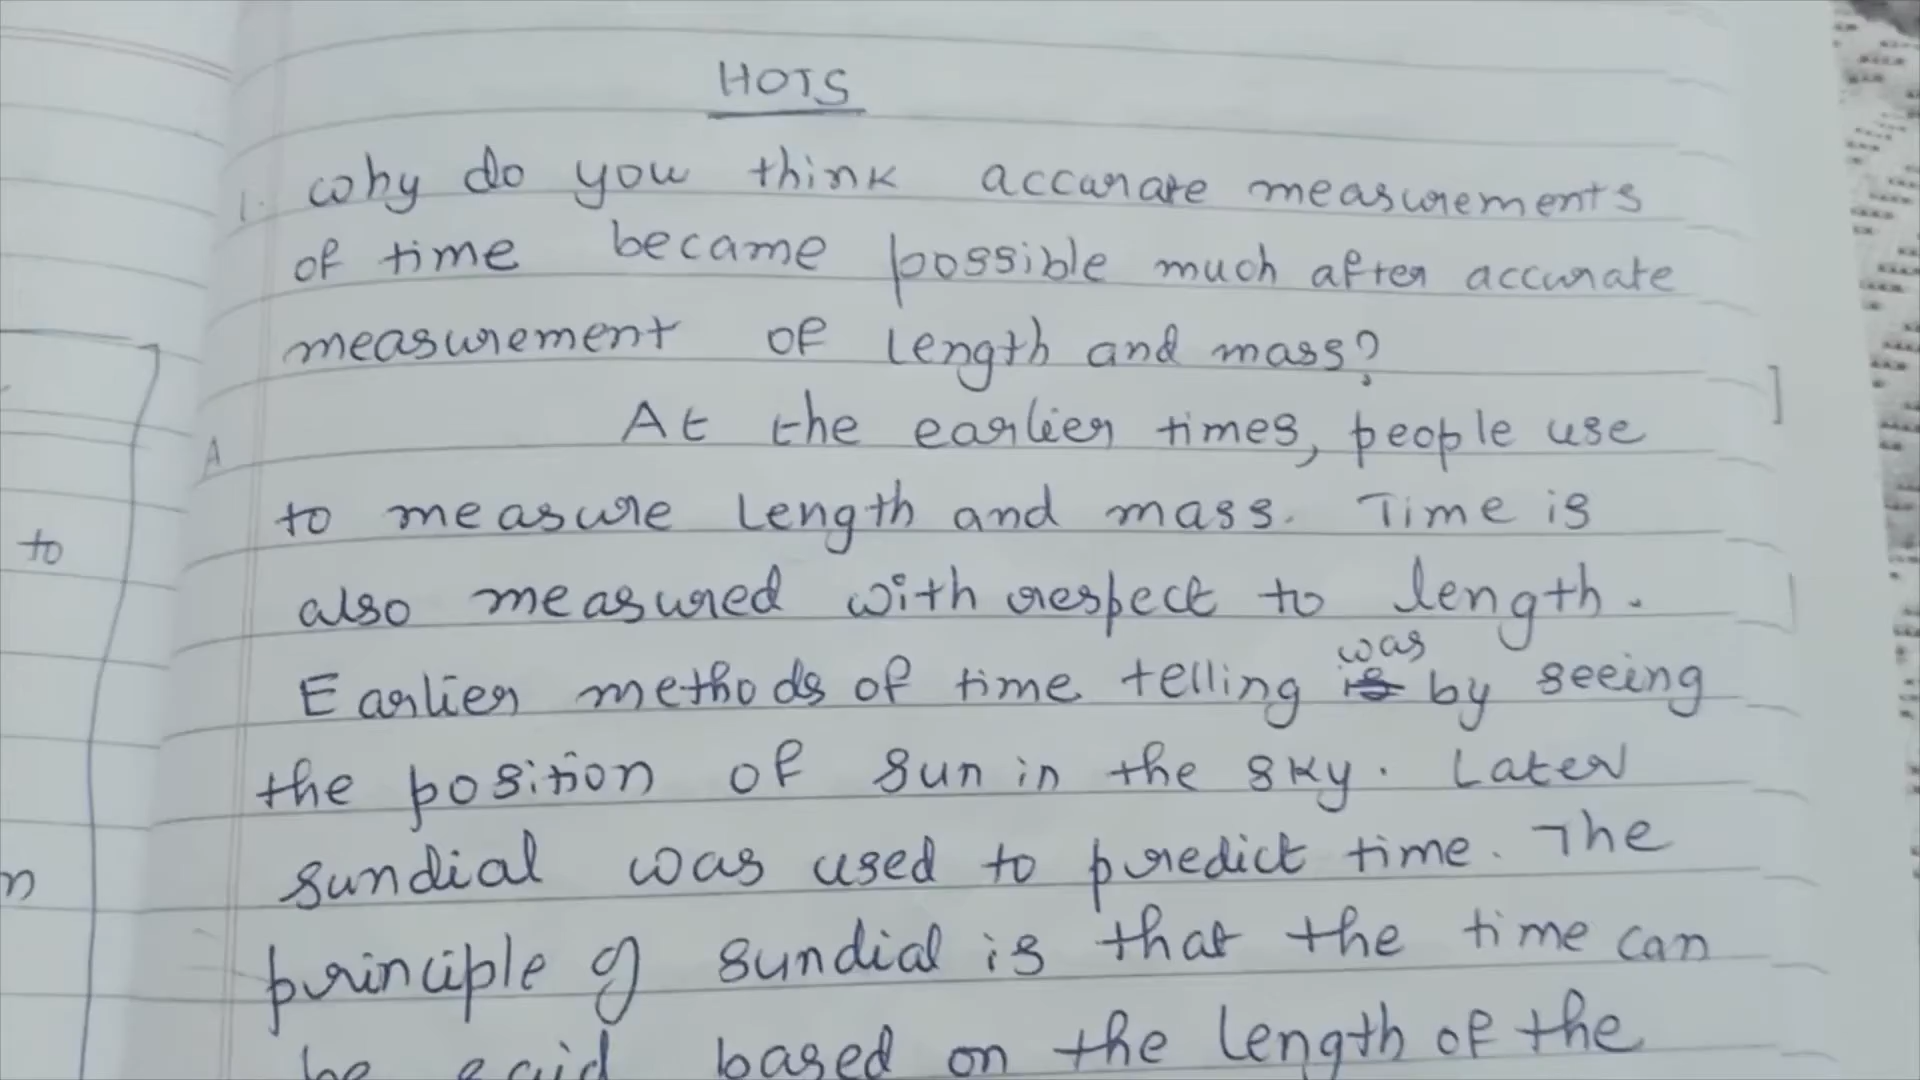 HOTS
1. Why do you think accurate measurements
of time became possible much after accurate
measurement of length and mass?
A At the earlier times, people use
to measure length and mass. Time is
also measured with respect to length.
was
Earlier methods of time telling is by seeing
to
the position of sun in the sky. Later
sundial was used to predict time. The
n
principle of sundial is that the time can
be said based on the length of the